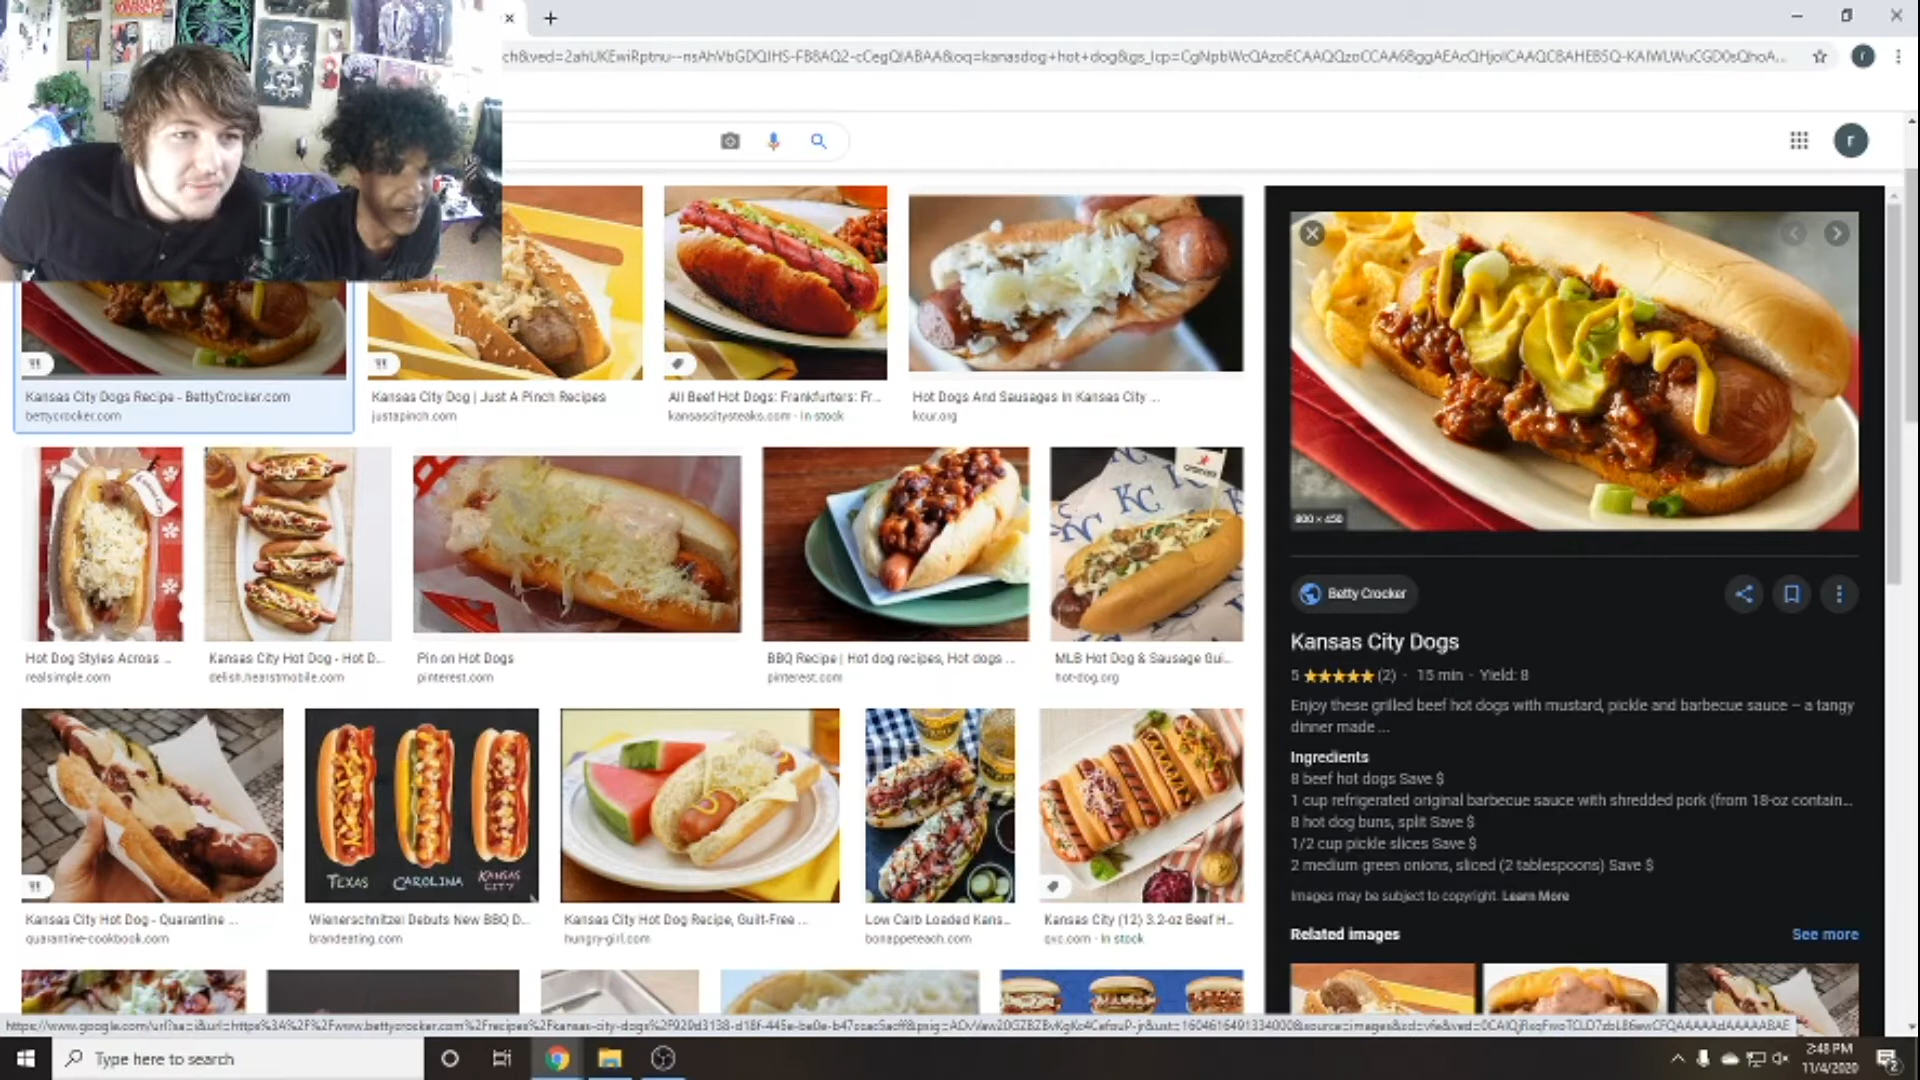 r
r
Kansas City Dogs Recipe - BettyCrocker.com
bettycrocker.com
Kansas City Dog | Just A Pinch Recipes
justapinch.com
All Beef Hot Dogs: Frankfurters: Fr...
kansascitysteaks.com - In stock
Hot Dogs And Sausages In Kansas City ...
kcur.org
800 × 450
KC
KC
Betty Crocker
Kansas City Dogs
5 ★★★★★ (2) · 15 min · Yield: 8
Enjoy these grilled beef hot dogs with mustard, pickle and barbecue sauce – a tangy
dinner made ...
Ingredients
8 beef hot dogs Save $
1 cup refrigerated original barbecue sauce with shredded pork (from 18-oz contain...
8 hot dog buns, split Save $
1/2 cup pickle slices Save $
2 medium green onions, sliced (2 tablespoons) Save $
Images may be subject to copyright. Learn More
Related images See more
Hot Dog Styles Across ...
realsimple.com
Kansas City Hot Dog - Hot D...
delish.hearstmobile.com
Pin on Hot Dogs
pinterest.com
BBQ Recipe | Hot dog recipes, Hot dogs ...
pinterest.com
MLB Hot Dog & Sausage Gui...
hot-dog.org
TEXAS CAROLINA KANSAS CITY
Kansas City Hot Dog - Quarantine ...
quarantine-cookbook.com
Wienerschnitzel Debuts New BBQ D...
brandeating.com
Kansas City Hot Dog Recipe, Guilt-Free ...
hungry-girl.com
Low Carb Loaded Kans...
bonappeteach.com
Kansas City (12) 3.2-oz Beef H...
qvc.com - In stock
Type here to search
2:48 PM
11/4/2020
2